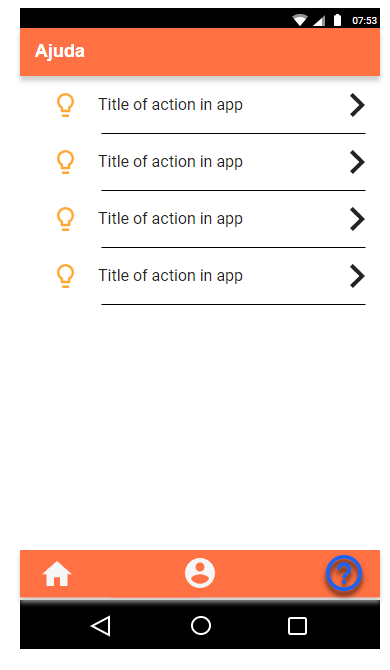 07:53
Ajuda
Title of action in app
Title of action in app
Title of action in app
Title of action in app